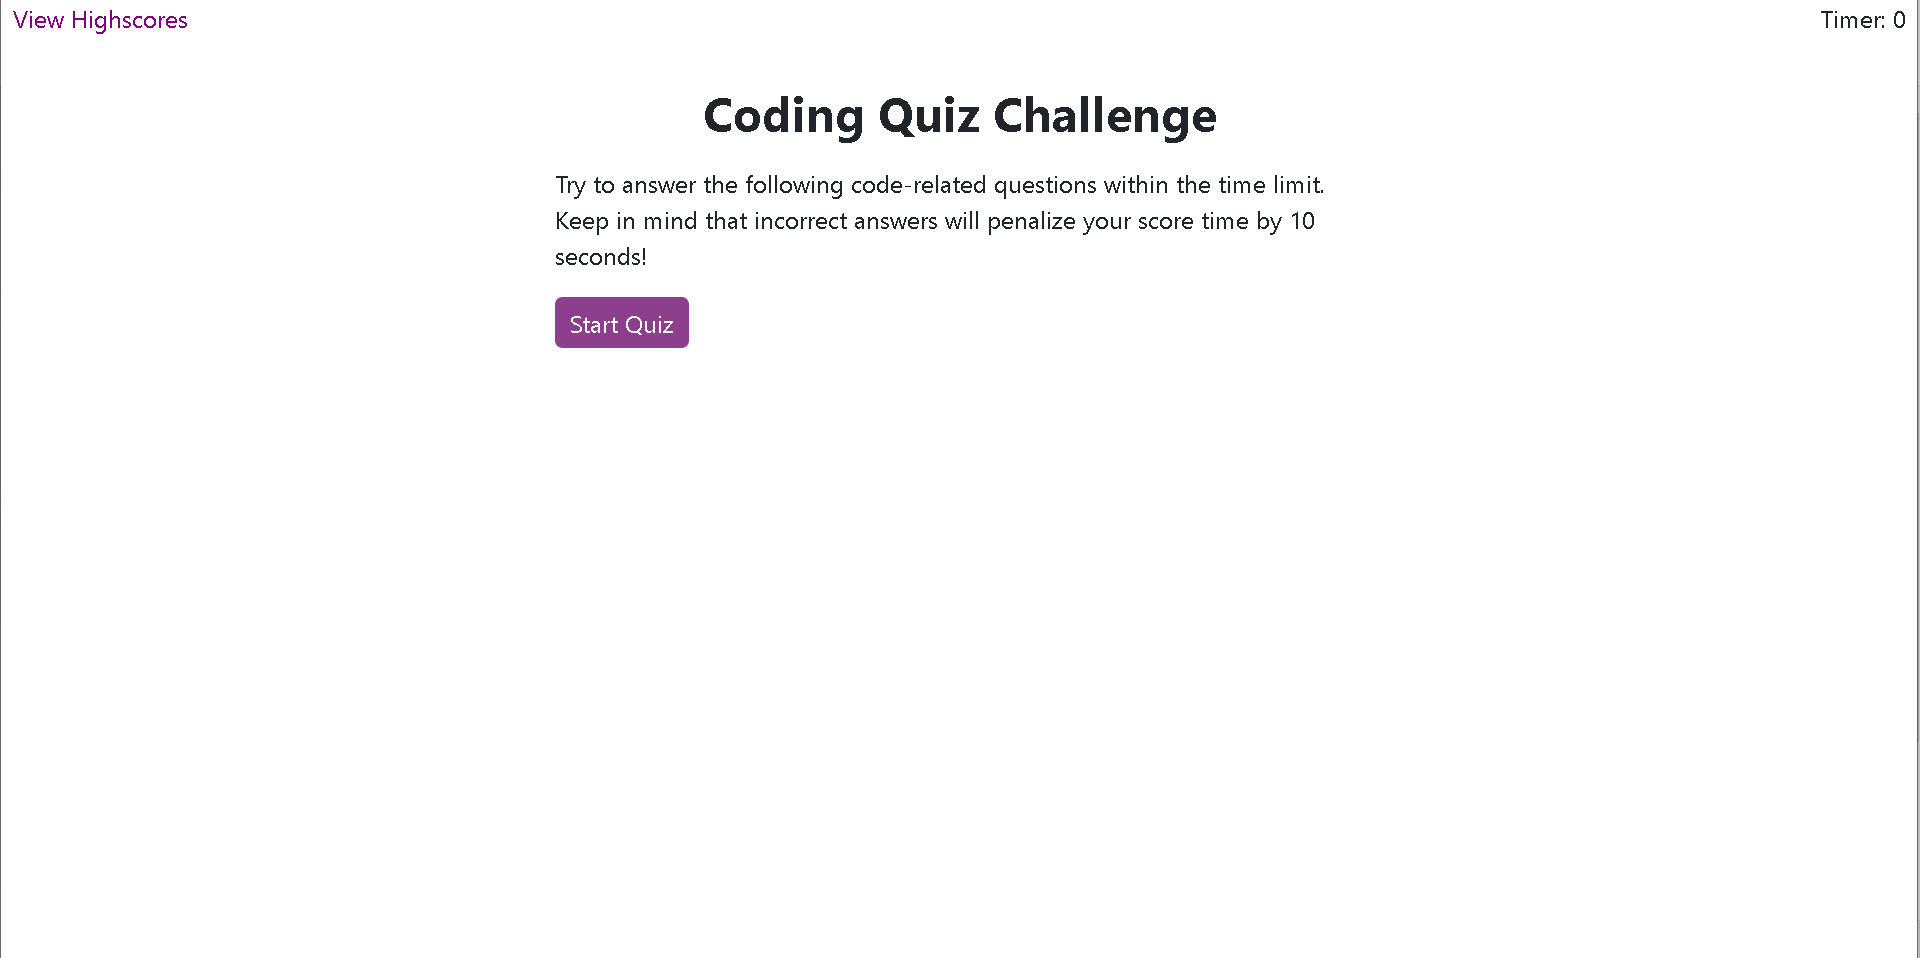 View Highscores
Timer: 0
Coding Quiz Challenge
Try to answer the following code-related questions within the time limit.
Keep in mind that incorrect answers will penalize your score time by 10
seconds!
Start Quiz